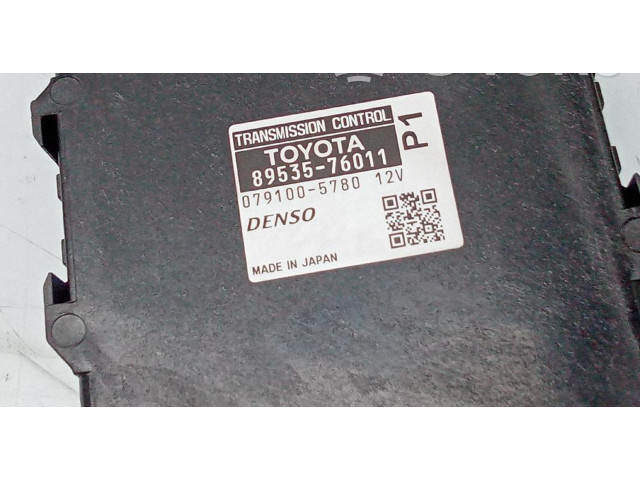 TRANSMISSION CONTROL
TOYOTA
89535-76011
P1
079100-5780 12V
DENSO
MADE IN JAPAN